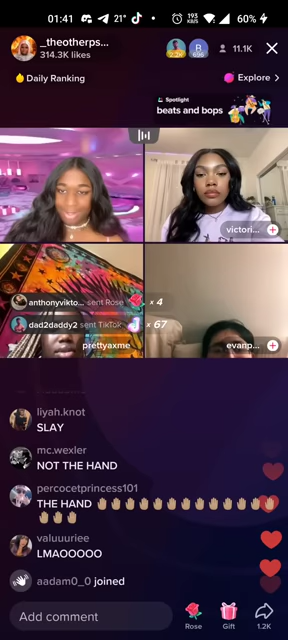 01:41
21°
193
KB/S
60%
_theotherps...
314.3K likes
R
696
11.1K
Daily Ranking
Explore >
Spotlight
beats and bops
victori...
anthonyvikto... sent Rose x 4
dad2daddy2 sent TikTok x 67
prettyaxme
evanp...
liyah.knot
SLAY
mc.wexler
NOT THE HAND
percocetprincess101
THE HAND 🤚🏽🤚🏽🤚🏽🤚🏽🤚🏽🤚🏽🤚🏽🤚🏽🤚🏽🤚🏽🤚🏽🤚🏽🤚🏽
🤚🏽🤚🏽🤚🏽
valuuuriee
LMAOOOOO
aadam0_0 joined
Add comment
Rose
Gift
1.2K